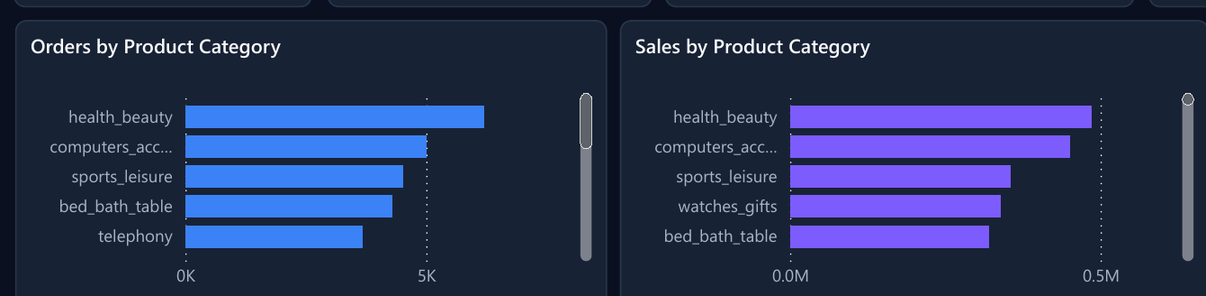 Orders by Product Category
health_beauty
computers_acc...
sports_leisure
bed_bath_table
telephony
0K 5K
Sales by Product Category
health_beauty
computers_acc...
sports_leisure
watches_gifts
bed_bath_table
0.0M 0.5M